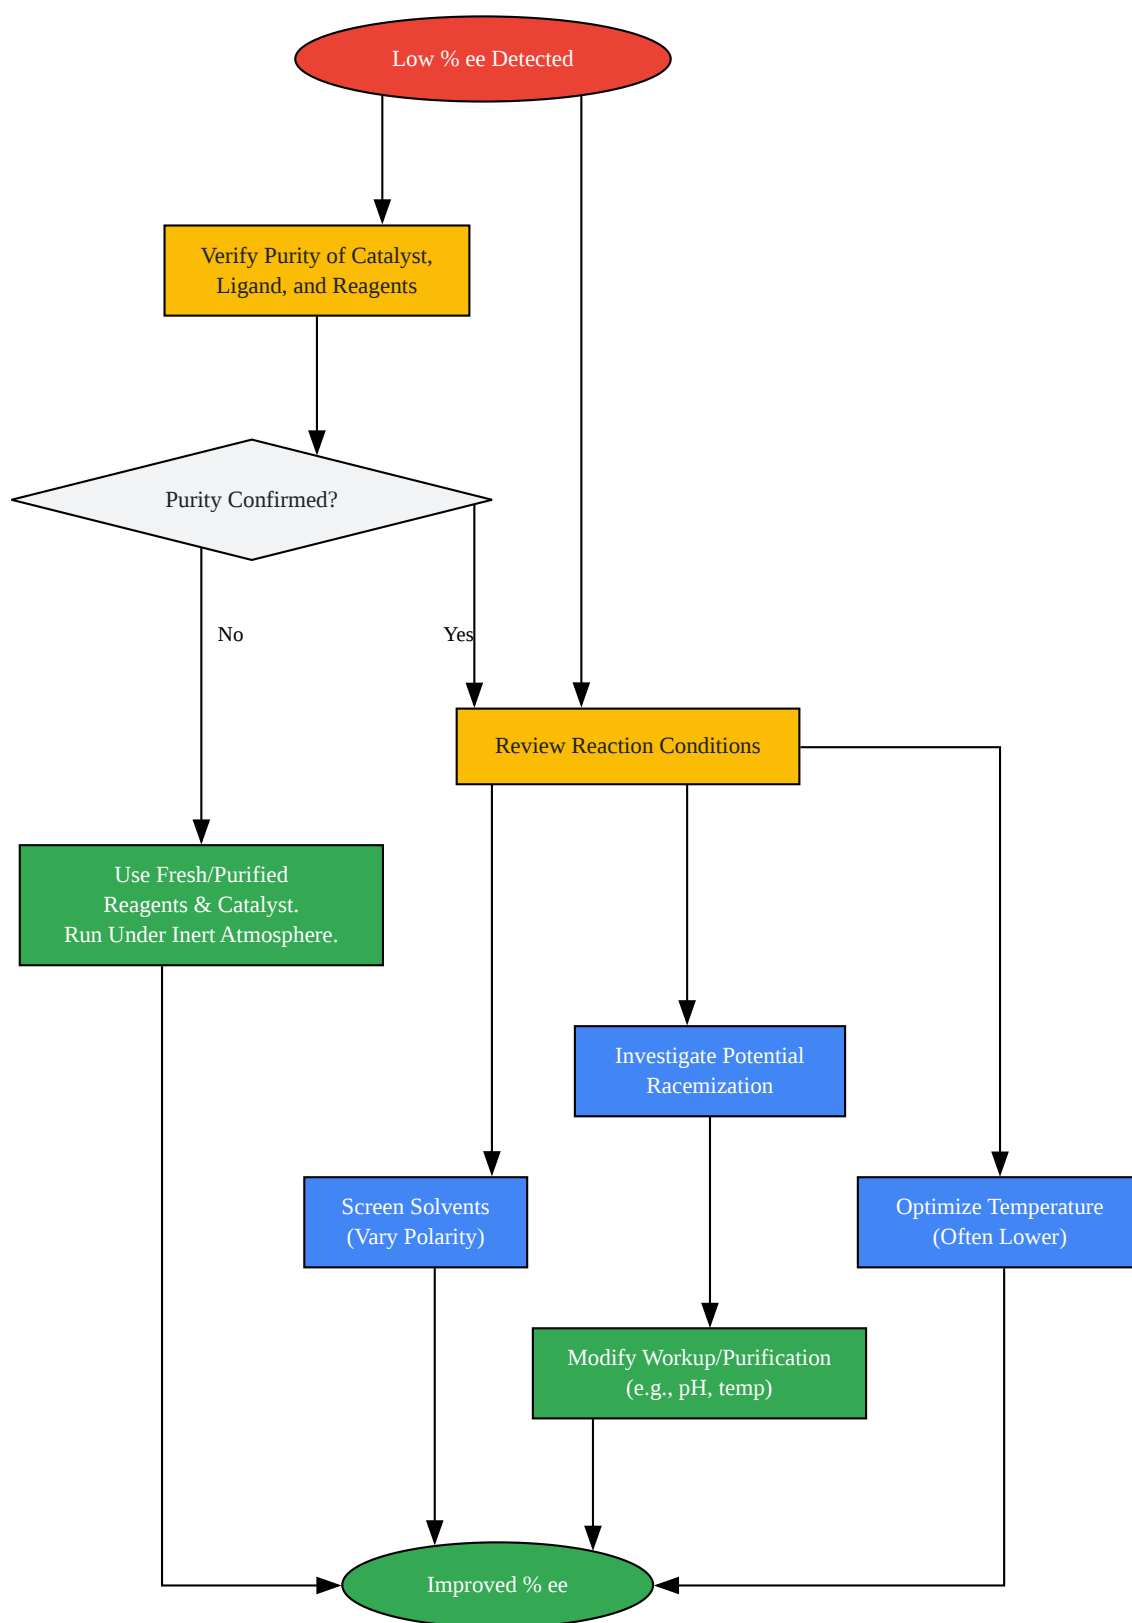 Low % ee Detected
Verify Purity of Catalyst,
Ligand, and Reagents
Purity Confirmed?
No
Yes
Review Reaction Conditions
Use Fresh/Purified
Reagents & Catalyst.
Run Under Inert Atmosphere.
Investigate Potential
Racemization
Screen Solvents
(Vary Polarity)
Optimize Temperature
(Often Lower)
Modify Workup/Purification
(e.g., pH, temp)
Improved % ee